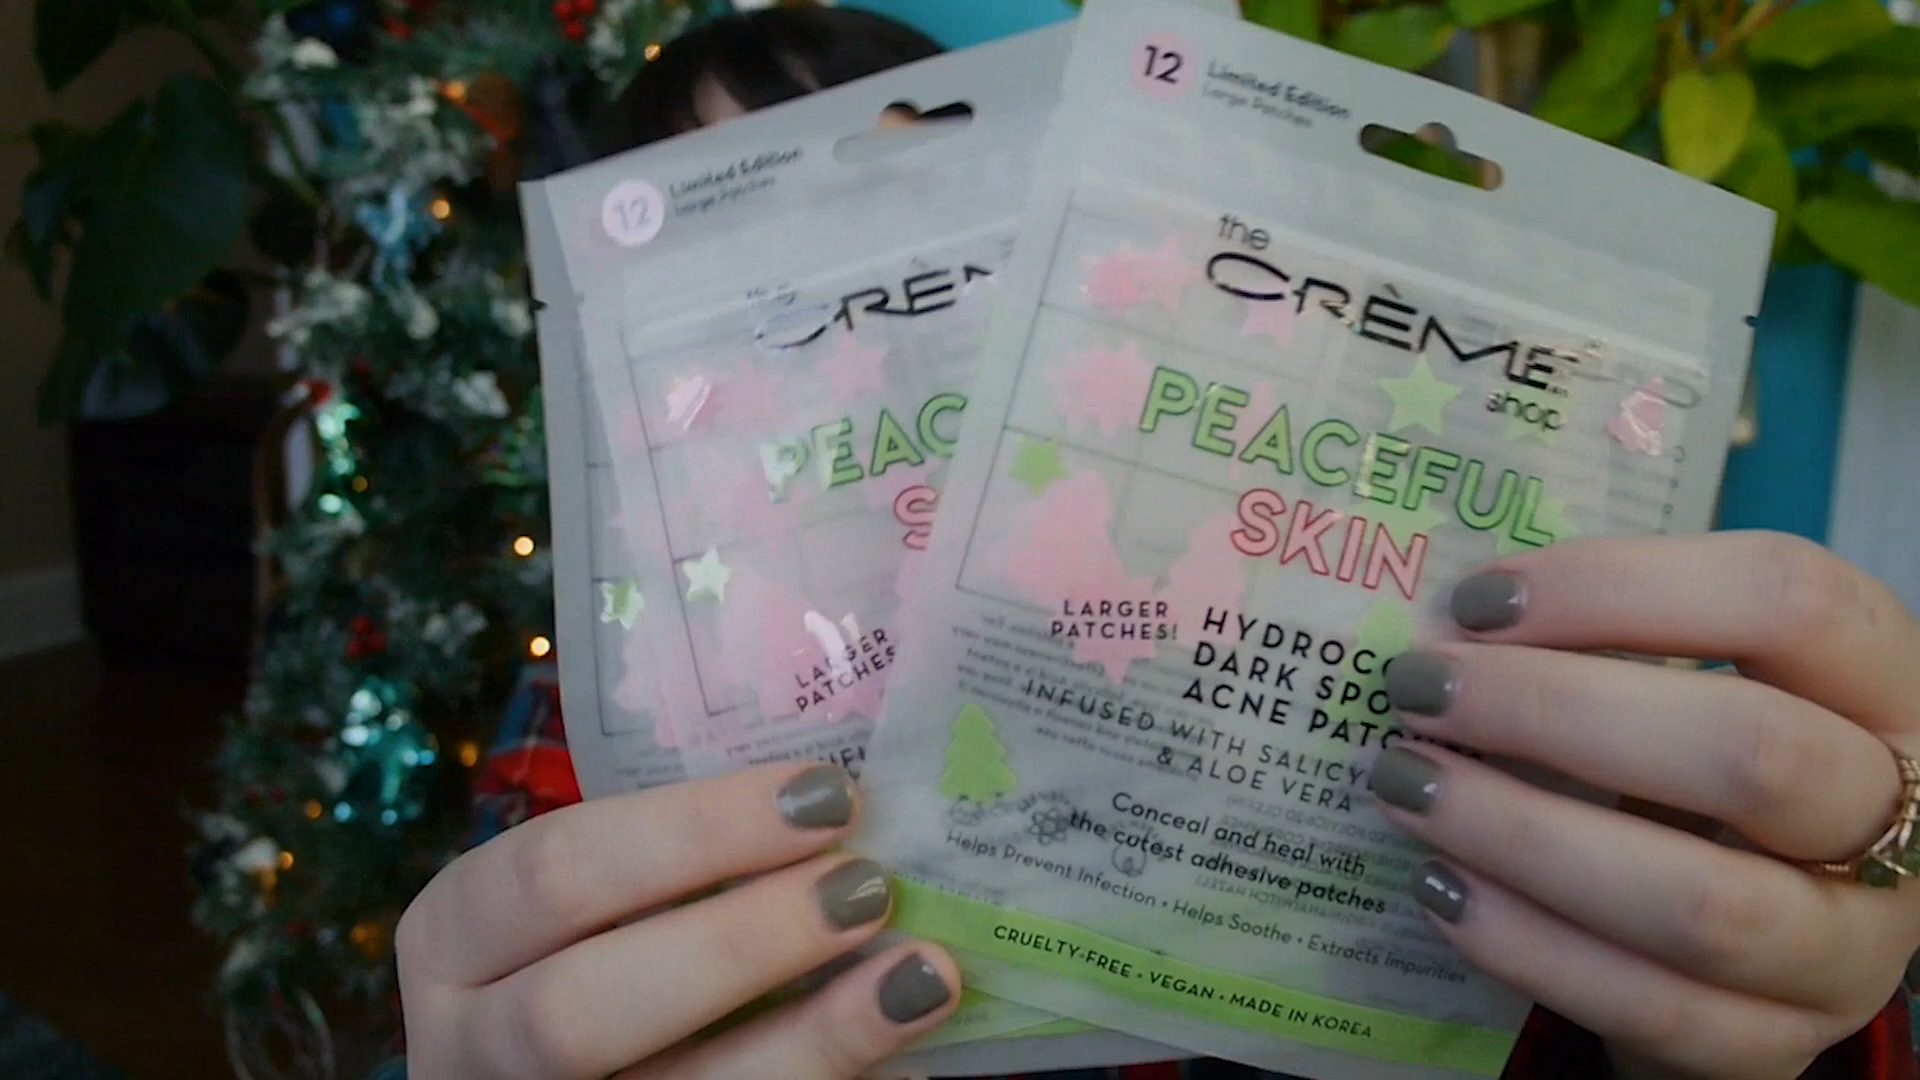 12
Limited Edition
Large Patches
CRÈM
PEAC
S
LARGER
PATCHES
12
Limited Edition
Large Patches
the
CRÈME
shop
PEACEFUL
SKIN
LARGER
PATCHES!
HYDROC
DARK SPO
ACNE PATC
INFUSED WITH SALICY
& ALOE VERA
Conceal and heal with
the cutest adhesive patches
Helps Prevent Infection • Helps Soothe • Extracts Impurities
CRUELTY-FREE • VEGAN • MADE IN KOREA